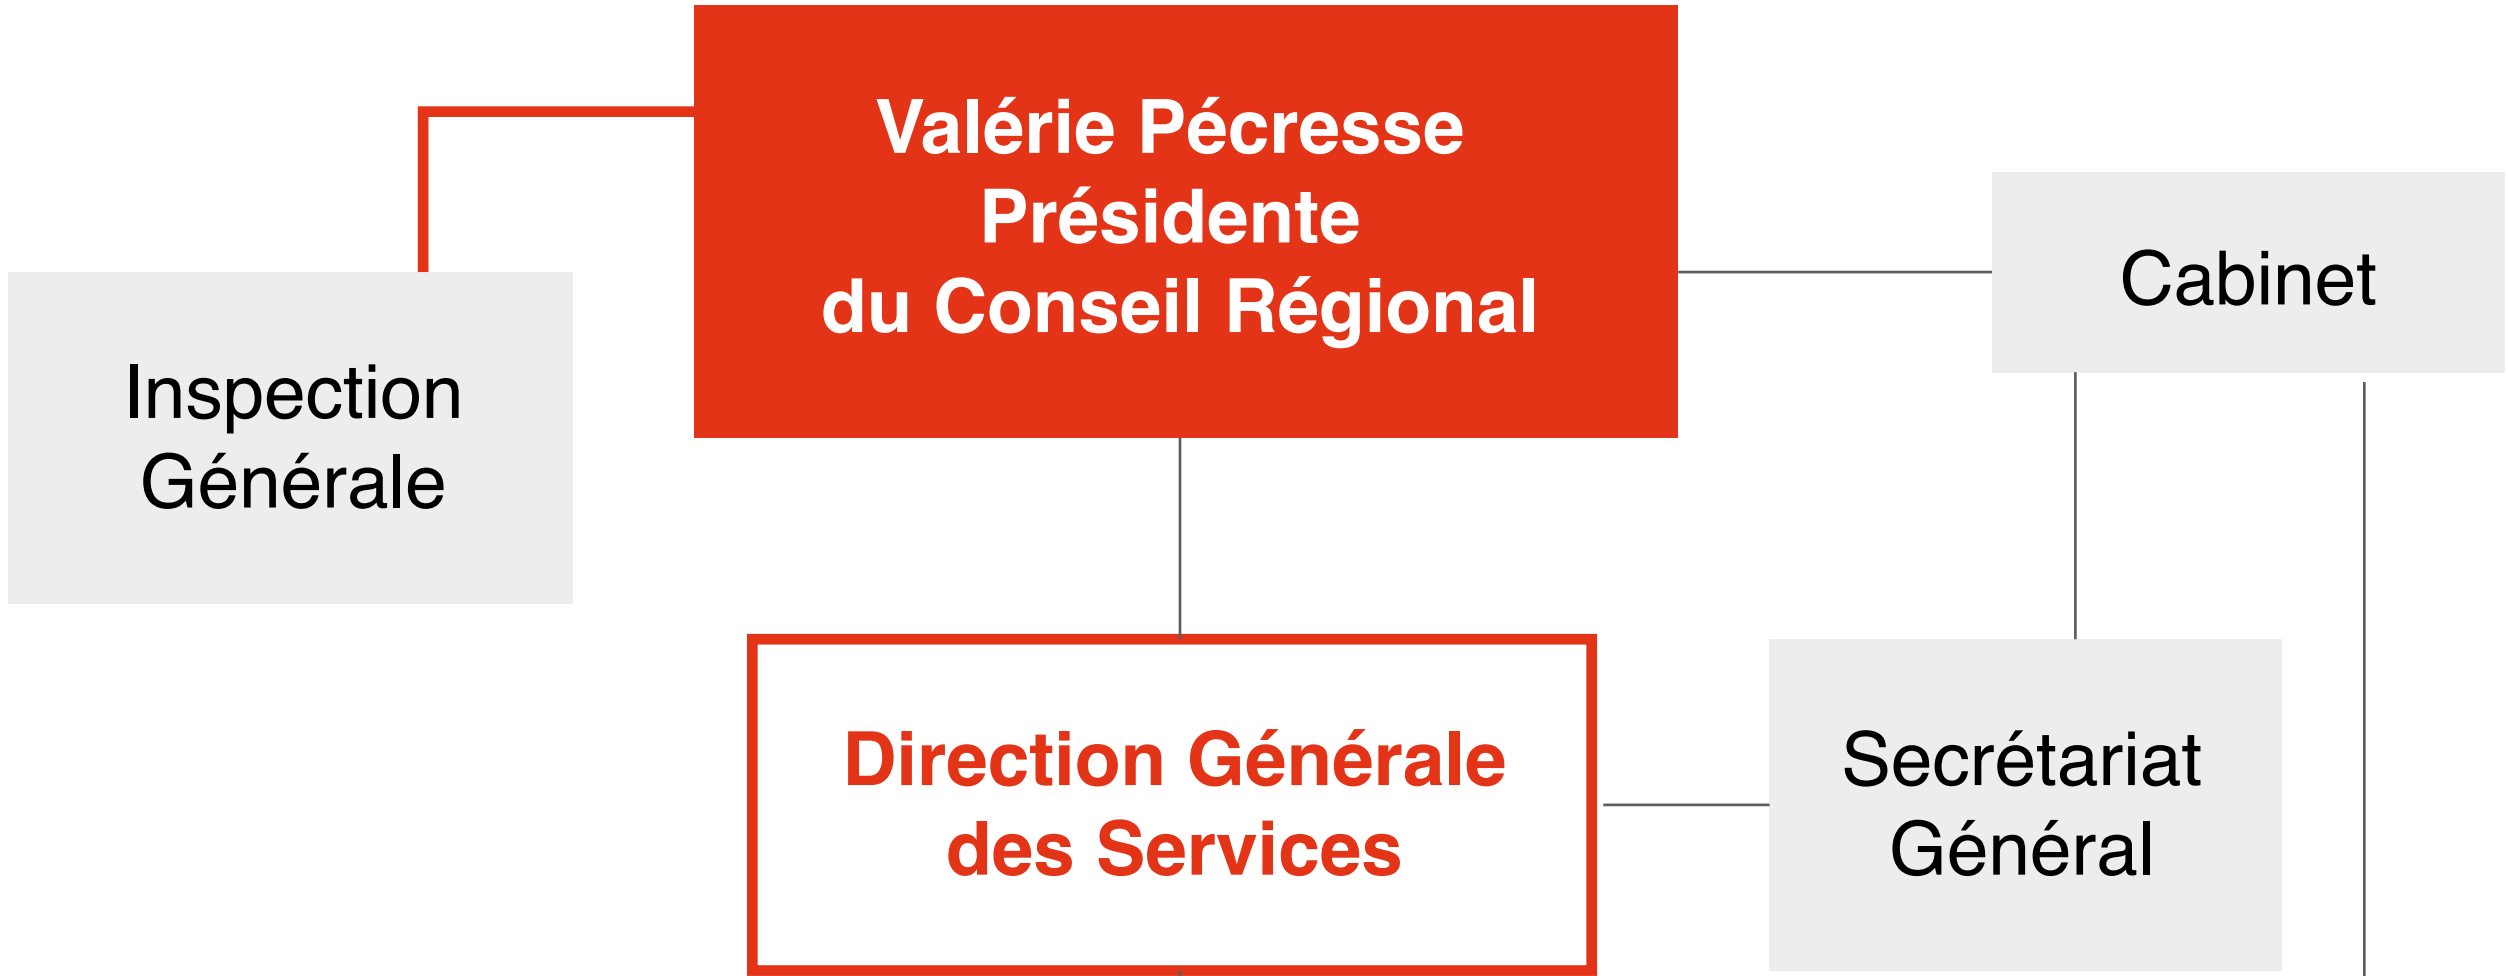 Valérie Pécresse
Présidente
du Conseil Régional
Cabinet
Inspection
Générale
Direction Générale
des Services
Secrétariat
Général